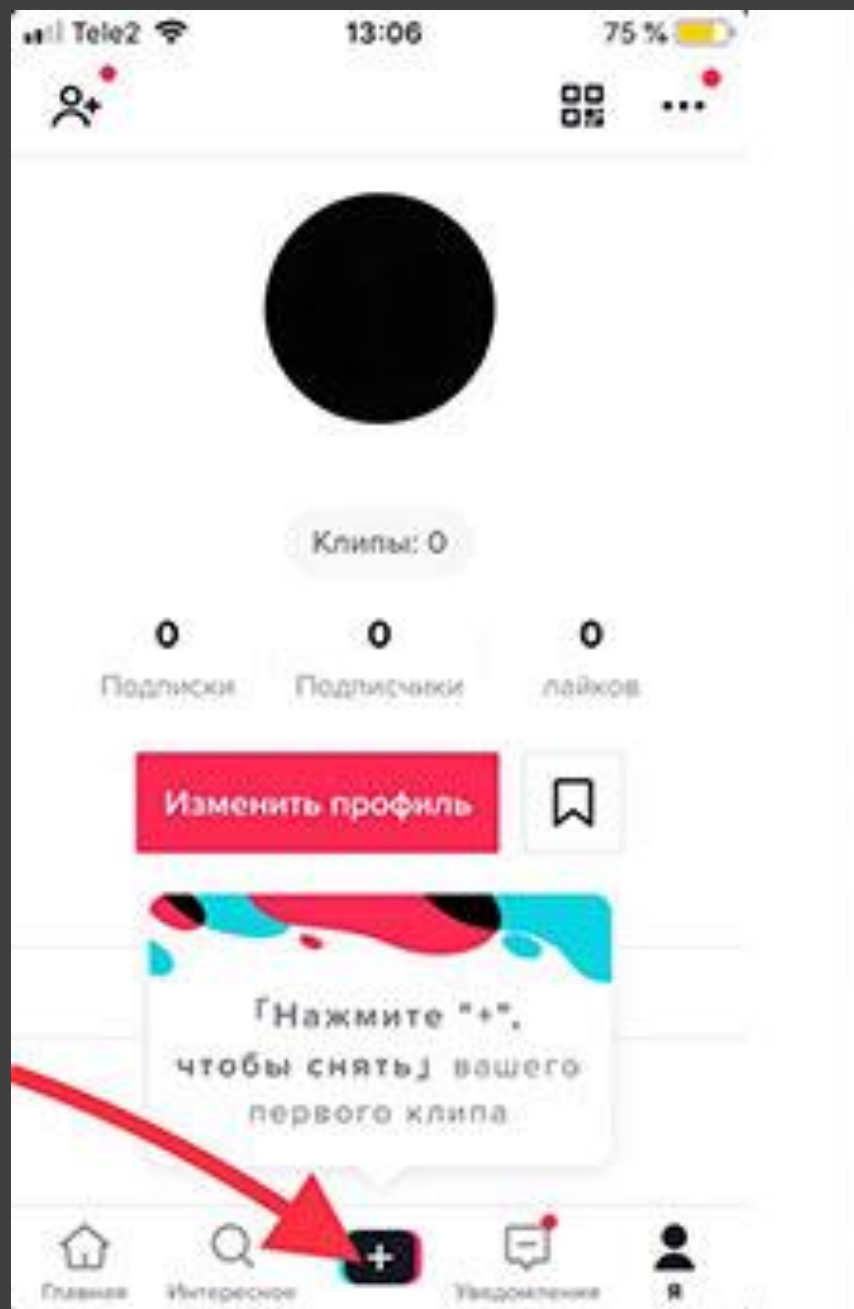 Tele2 13:06 75 %
Клипы: 0
0 0 0
Подписки Подписчики лайков
Изменить профиль
「Нажмите "+",
чтобы снять」 вашего
первого клипа
Главная Интересное Уведомления Я